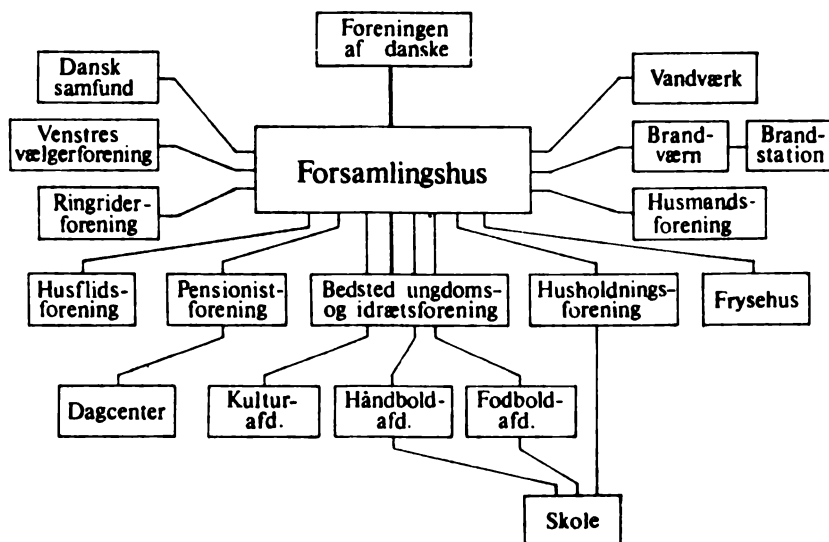 Foreningen
af danske
Dansk
samfund
Vandværk
Venstres
vælgerforening
Forsamlingshus
Brand-
værn
Brand-
station
Ringrider-
forening
Husmands-
forening
Husflids-
forening
Pensionist-
forening
Bedsted ungdoms-
og idrætsforening
Husholdnings-
forening
Frysehus
Dagcenter
Kultur-
afd.
Håndbold-
afd.
Fodbold-
afd.
Skole